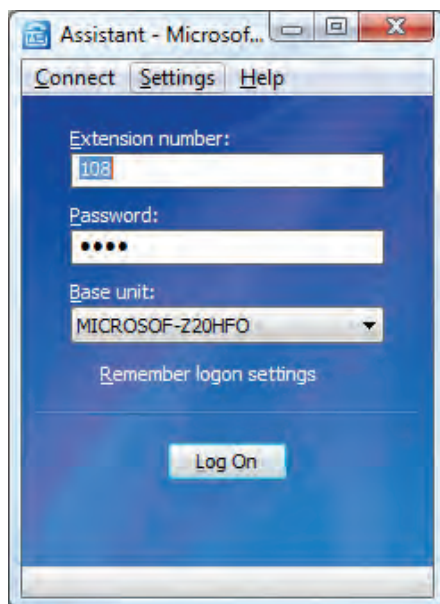 Assistant - Microsof...
Connect Settings Help
Extension number:
108
Password:
••••
Base unit:
MICROSOF-Z20HFO
Remember logon settings
Log On